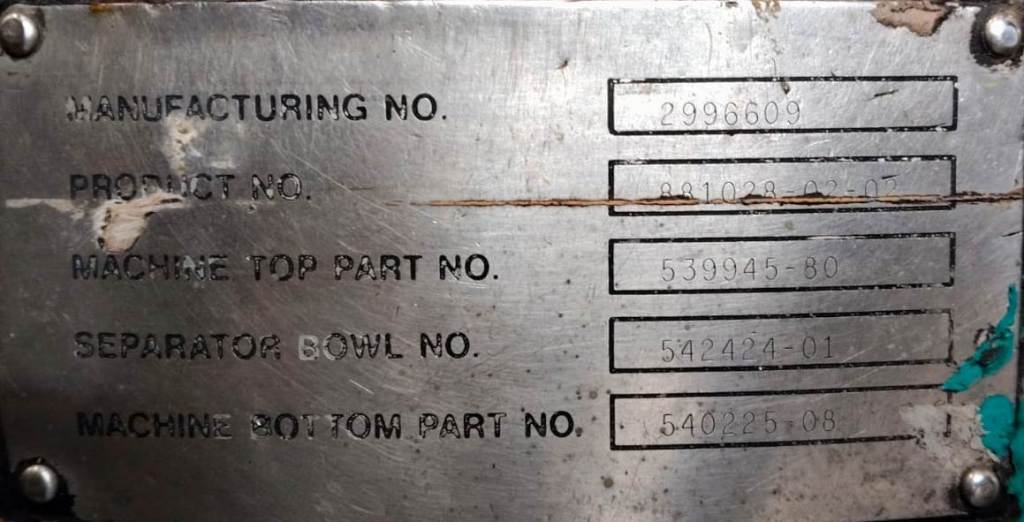 MANUFACTURING NO. 2996609
PRODUCT NO. 881028-02-02
MACHINE TOP PART NO. 539945-80
SEPARATOR BOWL NO. 542424-01
MACHINE BOTTOM PART NO. 540225-08